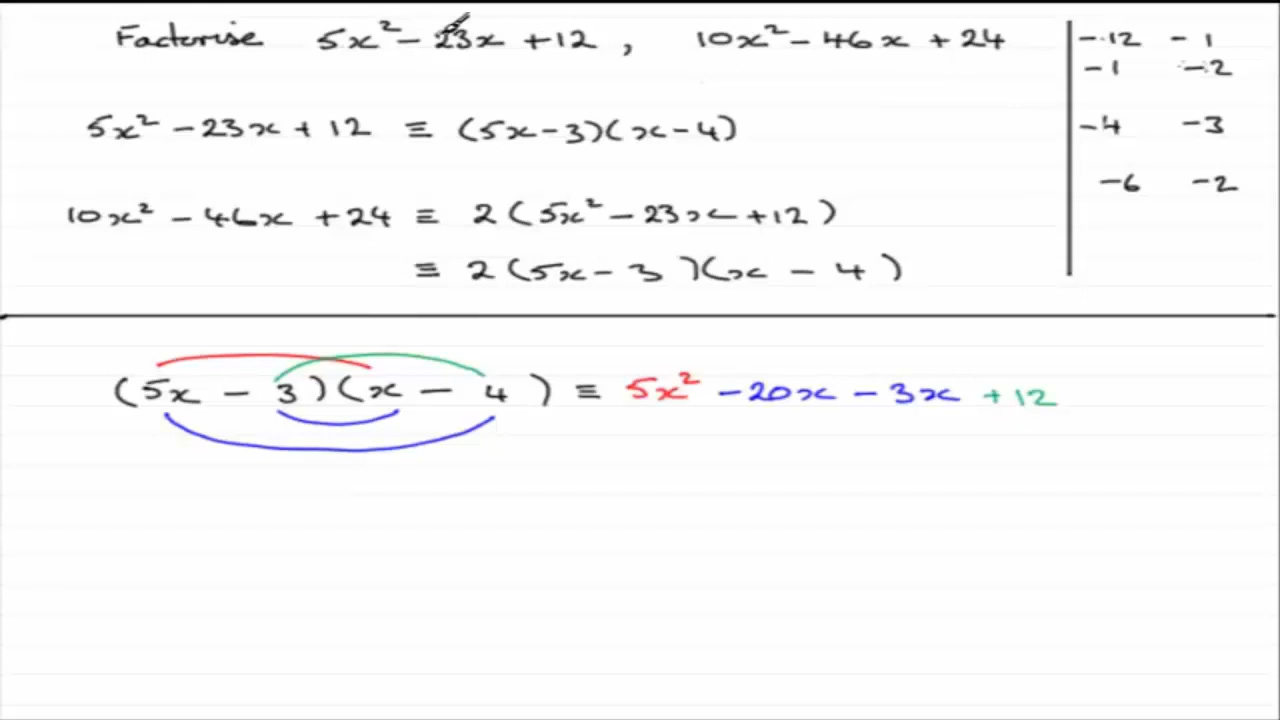 Factorise 5x² - 23x + 12 , 10x² - 46x + 24
5x² - 23x + 12 ≡ (5x - 3)(x - 4)
10x² - 46x + 24 ≡ 2(5x² - 23x + 12)
≡ 2(5x - 3)(x - 4)
-12 -1
-1 -2
-4 -3
-6 -2
(5x - 3)(x - 4) ≡ 5x² - 20x - 3x + 12